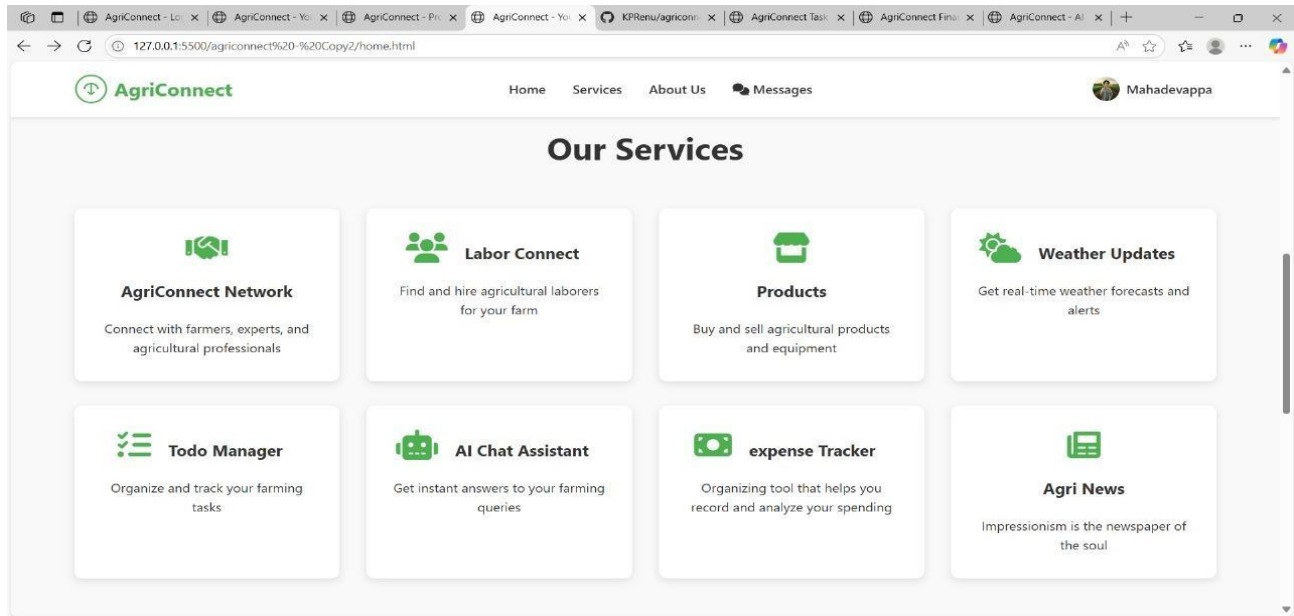 AgriConnect - Lo
AgriConnect - Yo
AgriConnect - Pro
AgriConnect - Yo
KPRenu/agriconn
AgriConnect Task
AgriConnect Fina
AgriConnect - AI
127.0.0.1:5500/agriconnect%20-%20Copy2/home.html
AgriConnect
Home Services About Us Messages
Mahadevappa
Our Services
AgriConnect Network
Connect with farmers, experts, and
agricultural professionals
Labor Connect
Find and hire agricultural laborers
for your farm
Products
Buy and sell agricultural products
and equipment
Weather Updates
Get real-time weather forecasts and
alerts
Todo Manager
Organize and track your farming
tasks
AI Chat Assistant
Get instant answers to your farming
queries
expense Tracker
Organizing tool that helps you
record and analyze your spending
Agri News
Impressionism is the newspaper of
the soul